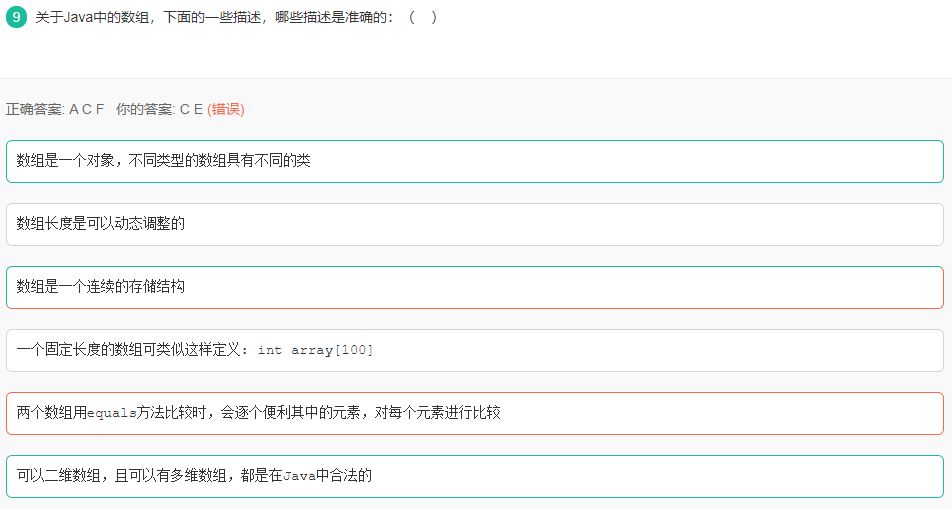 9 关于Java中的数组，下面的一些描述，哪些描述是准确的：（ ）
正确答案: A C F 你的答案: C E (错误)
数组是一个对象，不同类型的数组具有不同的类
数组长度是可以动态调整的
数组是一个连续的存储结构
一个固定长度的数组可类似这样定义：int array[100]
两个数组用equals方法比较时，会逐个便利其中的元素，对每个元素进行比较
可以二维数组，且可以有多维数组，都是在Java中合法的